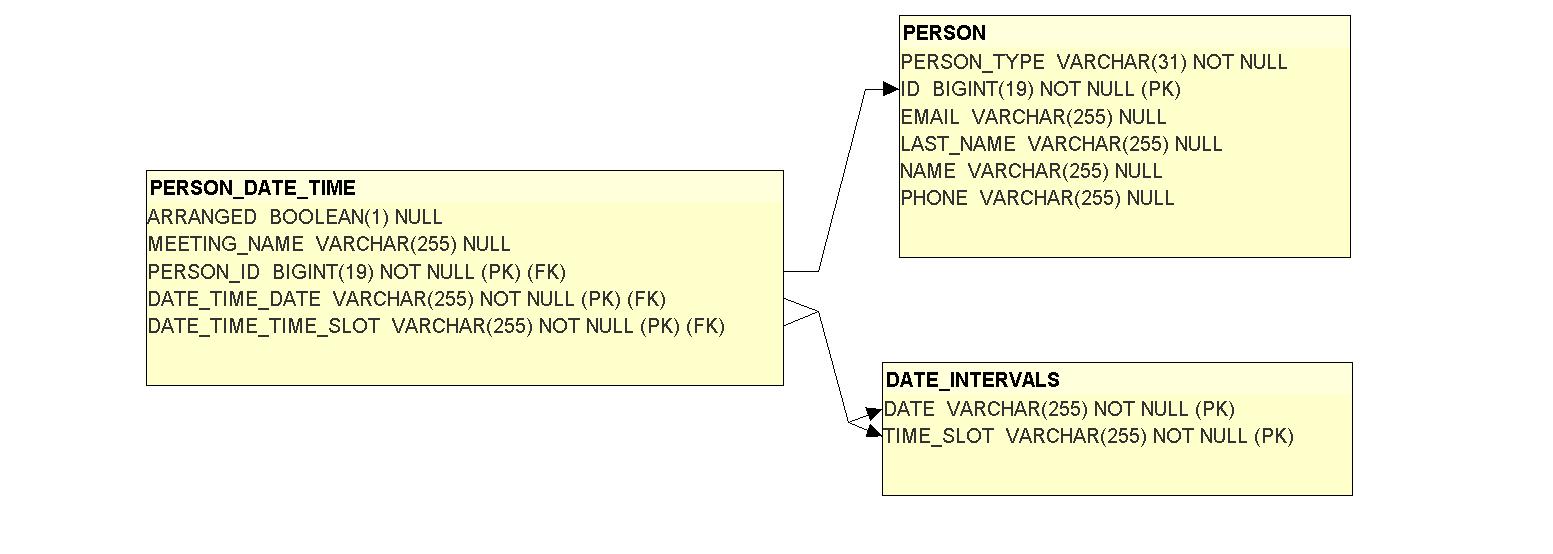 PERSON
PERSON_TYPE VARCHAR(31) NOT NULL
ID BIGINT(19) NOT NULL (PK)
EMAIL VARCHAR(255) NULL
LAST_NAME VARCHAR(255) NULL
NAME VARCHAR(255) NULL
PHONE VARCHAR(255) NULL
PERSON_DATE_TIME
ARRANGED BOOLEAN(1) NULL
MEETING_NAME VARCHAR(255) NULL
PERSON_ID BIGINT(19) NOT NULL (PK) (FK)
DATE_TIME_DATE VARCHAR(255) NOT NULL (PK) (FK)
DATE_TIME_TIME_SLOT VARCHAR(255) NOT NULL (PK) (FK)
DATE_INTERVALS
DATE VARCHAR(255) NOT NULL (PK)
TIME_SLOT VARCHAR(255) NOT NULL (PK)